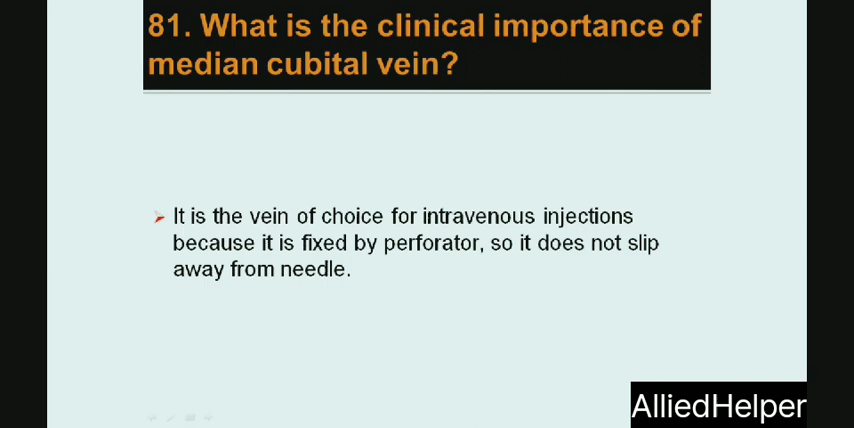 81. What is the clinical importance of
median cubital vein?
It is the vein of choice for intravenous injections
because it is fixed by perforator, so it does not slip
away from needle.
AlliedHelper